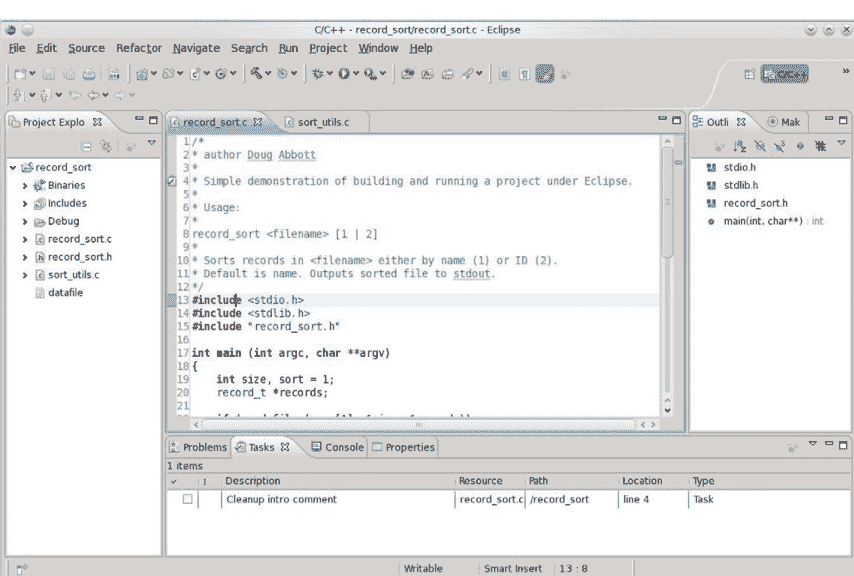 C/C++ - record_sort/record_sort.c - Eclipse
File Edit Source Refactor Navigate Search Run Project Window Help
C/C++
Project Explo
record_sort
Binaries
Includes
Debug
record_sort.c
record_sort.h
sort_utils.c
datafile
record_sort.c sort_utils.c
1 /*
2 * author Doug Abbott
3 *
4 * Simple demonstration of building and running a project under Eclipse.
5 *
6 * Usage:
7 *
8 record_sort <filename> [1 | 2]
9 *
10 * Sorts records in <filename> either by name (1) or ID (2).
11 * Default is name. Outputs sorted file to stdout.
12 */
13 #include <stdio.h>
14 #include <stdlib.h>
15 #include "record_sort.h"
16
17 int main (int argc, char **argv)
18 {
19 int size, sort = 1;
20 record_t *records;
21
Outli Mak
stdio.h
stdlib.h
record_sort.h
main(int, char**) : int
Problems Tasks Console Properties
1 items
! Description Resource Path Location Type
Cleanup intro comment record_sort.c /record_sort line 4 Task
Writable Smart Insert 13 : 8